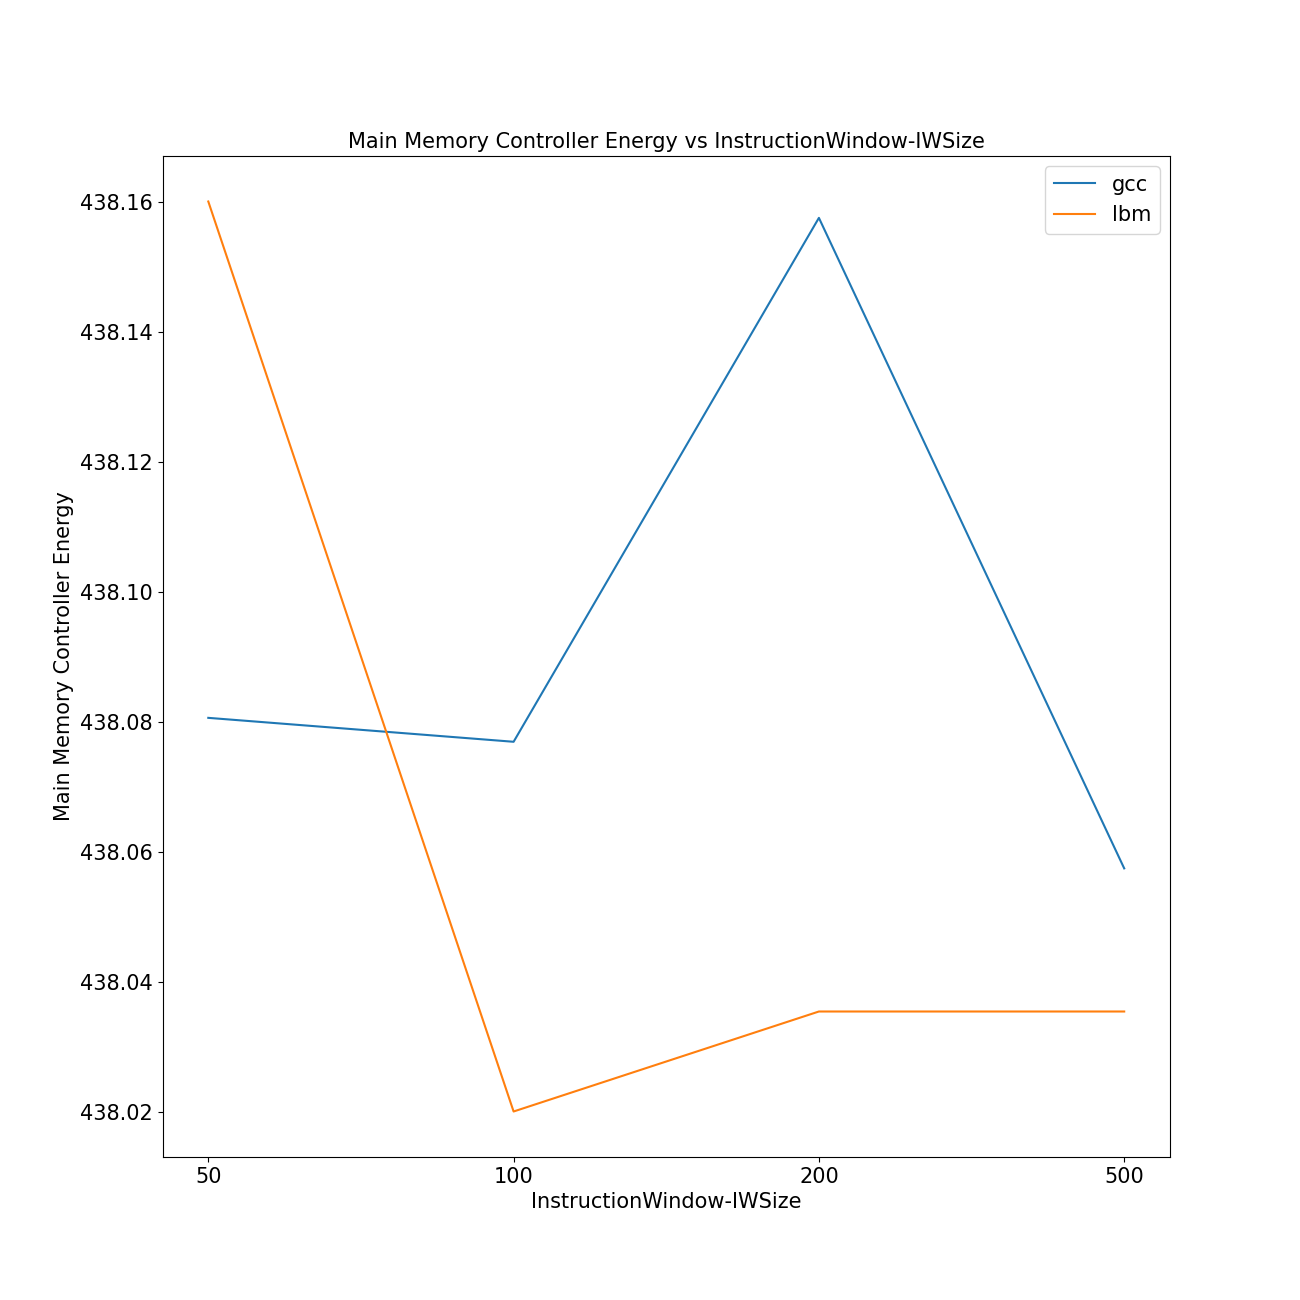 Main Memory Controller Energy vs InstructionWindow-IWSize
gcc
lbm
438.16
438.14
438.12
438.10
438.08
438.06
438.04
438.02
Main Memory Controller Energy
50 100 200 500
InstructionWindow-IWSize